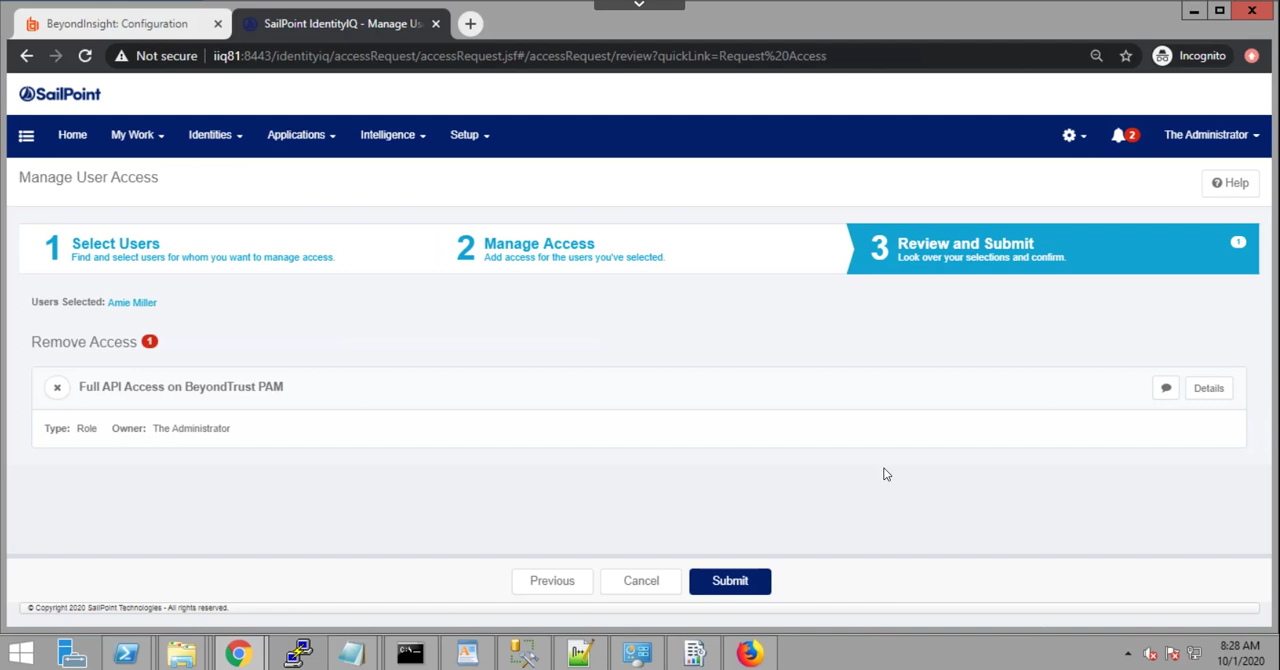 BeyondInsight: Configuration
SailPoint IdentityIQ - Manage Us
Not secure
iiq81:8443/identityiq/accessRequest/accessRequest.jsf#/accessRequest/review?quickLink=Request%20Access
Incognito
SailPoint
Home
My Work
Identities
Applications
Intelligence
Setup
2
The Administrator
Manage User Access
Help
1 Select Users
Find and select users for whom you want to manage access.
2 Manage Access
Add access for the users you've selected.
3 Review and Submit
Look over your selections and confirm.
1
Users Selected: Amie Miller
Remove Access 1
Full API Access on BeyondTrust PAM
Details
Type: Role Owner: The Administrator
Previous
Cancel
Submit
© Copyright 2020 SailPoint Technologies - All rights reserved.
8:28 AM
10/1/2020